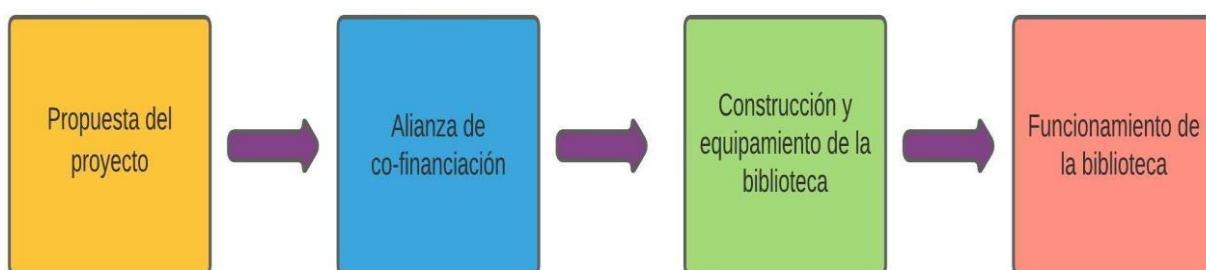 Propuesta del
proyecto
Alianza de
co-financiación
Construcción y
equipamiento de la
biblioteca
Funcionamiento de
la biblioteca